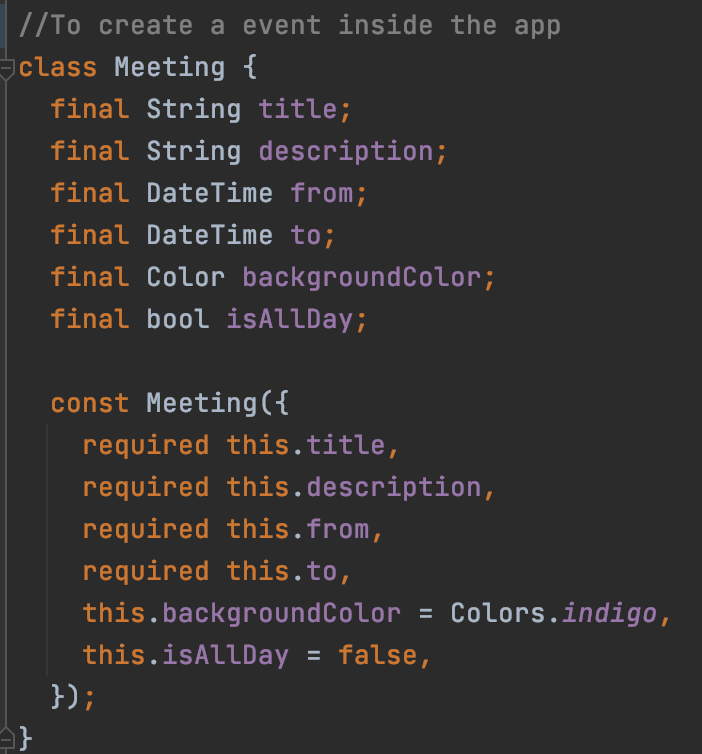 //To create a event inside the app
class Meeting {
  final String title;
  final String description;
  final DateTime from;
  final DateTime to;
  final Color backgroundColor;
  final bool isAllDay;

  const Meeting({
    required this.title,
    required this.description,
    required this.from,
    required this.to,
    this.backgroundColor = Colors.indigo,
    this.isAllDay = false,
  });
}